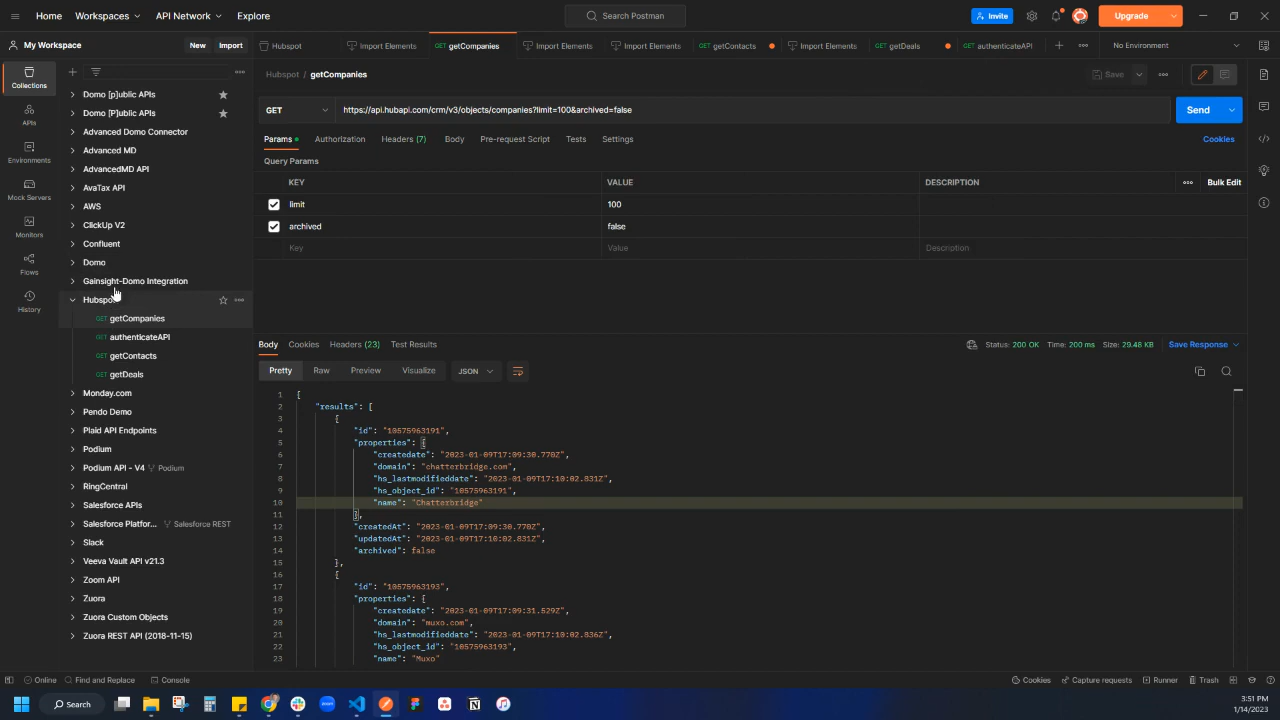 Home Workspaces API Network Explore Search Postman Invite Upgrade
My Workspace New Import Hubspot Import Elements getCompanies Import Elements Import Elements getContacts Import Elements getDeals authenticateAPI No Environment
Collections
APIs
Environments
Mock Servers
Monitors
Flows
History
Domo [p]ublic APIs
Domo [P]ublic APIs
Advanced Domo Connector
Advanced MD
AdvancedMD API
AvaTax API
AWS
ClickUp V2
Confluent
Domo
Gainsight-Domo Integration
Hubspot
GET getCompanies
GET authenticateAPI
GET getContacts
GET getDeals
Monday.com
Pendo Demo
Plaid API Endpoints
Podium
Podium API - V4 Podium
RingCentral
Salesforce APIs
Salesforce Platfor... Salesforce REST
Slack
Veeva Vault API v21.3
Zoom API
Zuora
Zuora Custom Objects
Zuora REST API (2018-11-15)
Hubspot / getCompanies Save
GET https://api.hubapi.com/crm/v3/objects/companies?limit=100&archived=false Send
Params Authorization Headers (7) Body Pre-request Script Tests Settings Cookies
Query Params
KEY VALUE DESCRIPTION Bulk Edit
limit 100
archived false
Key Value Description
Body Cookies Headers (23) Test Results Status: 200 OK Time: 200 ms Size: 29.48 KB Save Response
Pretty Raw Preview Visualize JSON
1 {
2 "results": [
3 {
4 "id": "10575963191",
5 "properties": {
6 "createdate": "2023-01-09T17:09:30.770Z",
7 "domain": "chatterbridge.com",
8 "hs_lastmodifieddate": "2023-01-09T17:10:02.831Z",
9 "hs_object_id": "10575963191",
10 "name": "Chatterbridge"
11 },
12 "createdAt": "2023-01-09T17:09:30.770Z",
13 "updatedAt": "2023-01-09T17:10:02.831Z",
14 "archived": false
15 },
16 {
17 "id": "10575963193",
18 "properties": {
19 "createdate": "2023-01-09T17:09:31.529Z",
20 "domain": "muxo.com",
21 "hs_lastmodifieddate": "2023-01-09T17:10:02.836Z",
22 "hs_object_id": "10575963193",
23 "name": "Muxo"
Online Find and Replace Console Cookies Capture requests Runner Trash
Search
3:51 PM
1/14/2023